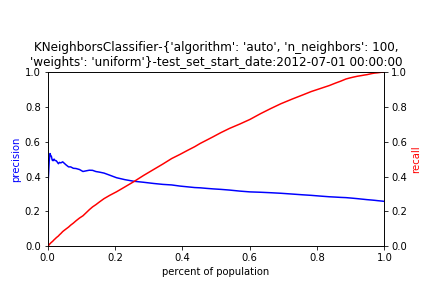 KNeighborsClassifier-{'algorithm': 'auto', 'n_neighbors': 100,
'weights': 'uniform'}-test_set_start_date:2012-07-01 00:00:00
1.0
0.8
0.6
0.4
0.2
0.0
precision
1.0
0.8
0.6
0.4
0.2
0.0
recall
0.0 0.2 0.4 0.6 0.8 1.0
percent of population